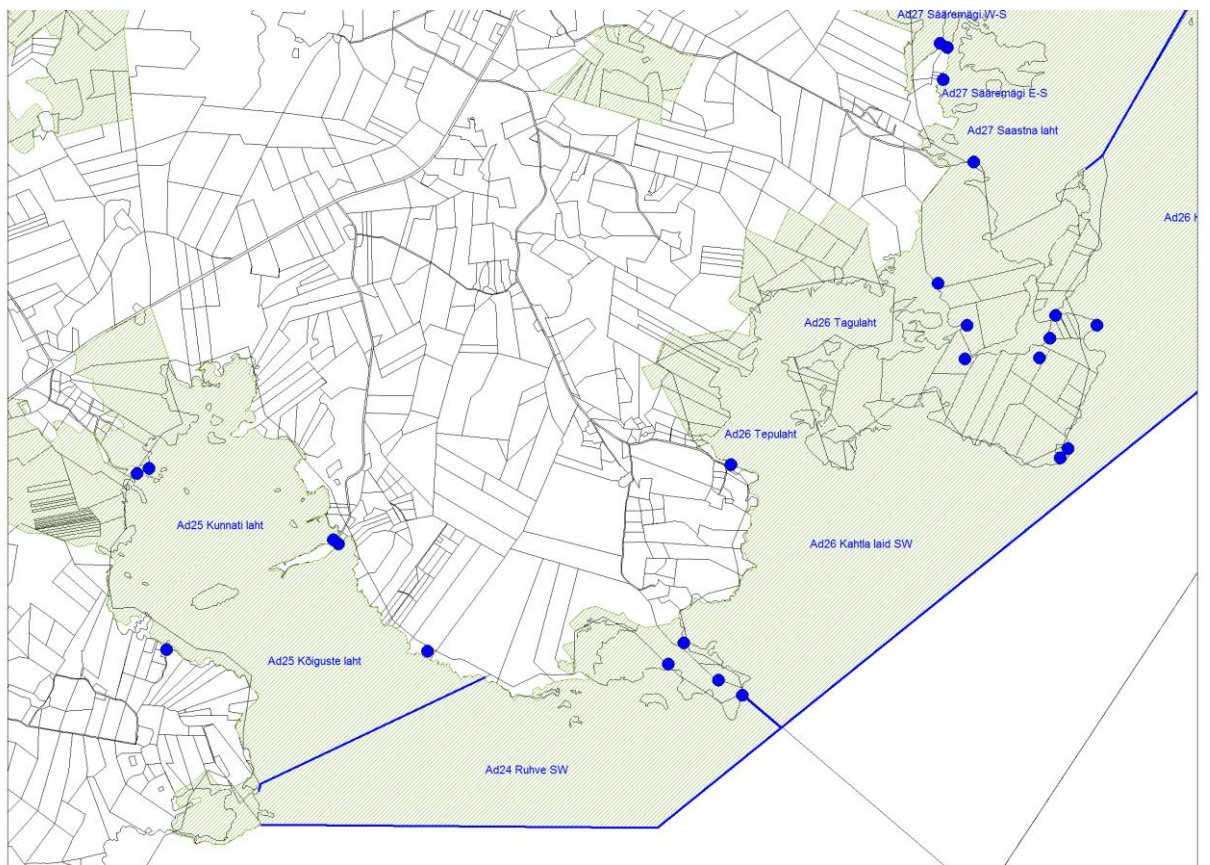 Ad27 Sääremägi W-S
Ad27 Sääremägi E-S
Ad27 Saastna laht
Ad26 K
Ad26 Tagulaht
Ad26 Tepulaht
Ad25 Kunnati laht
Ad26 Kahtla laid SW
Ad25 Kõiguste laht
Ad24 Ruhve SW